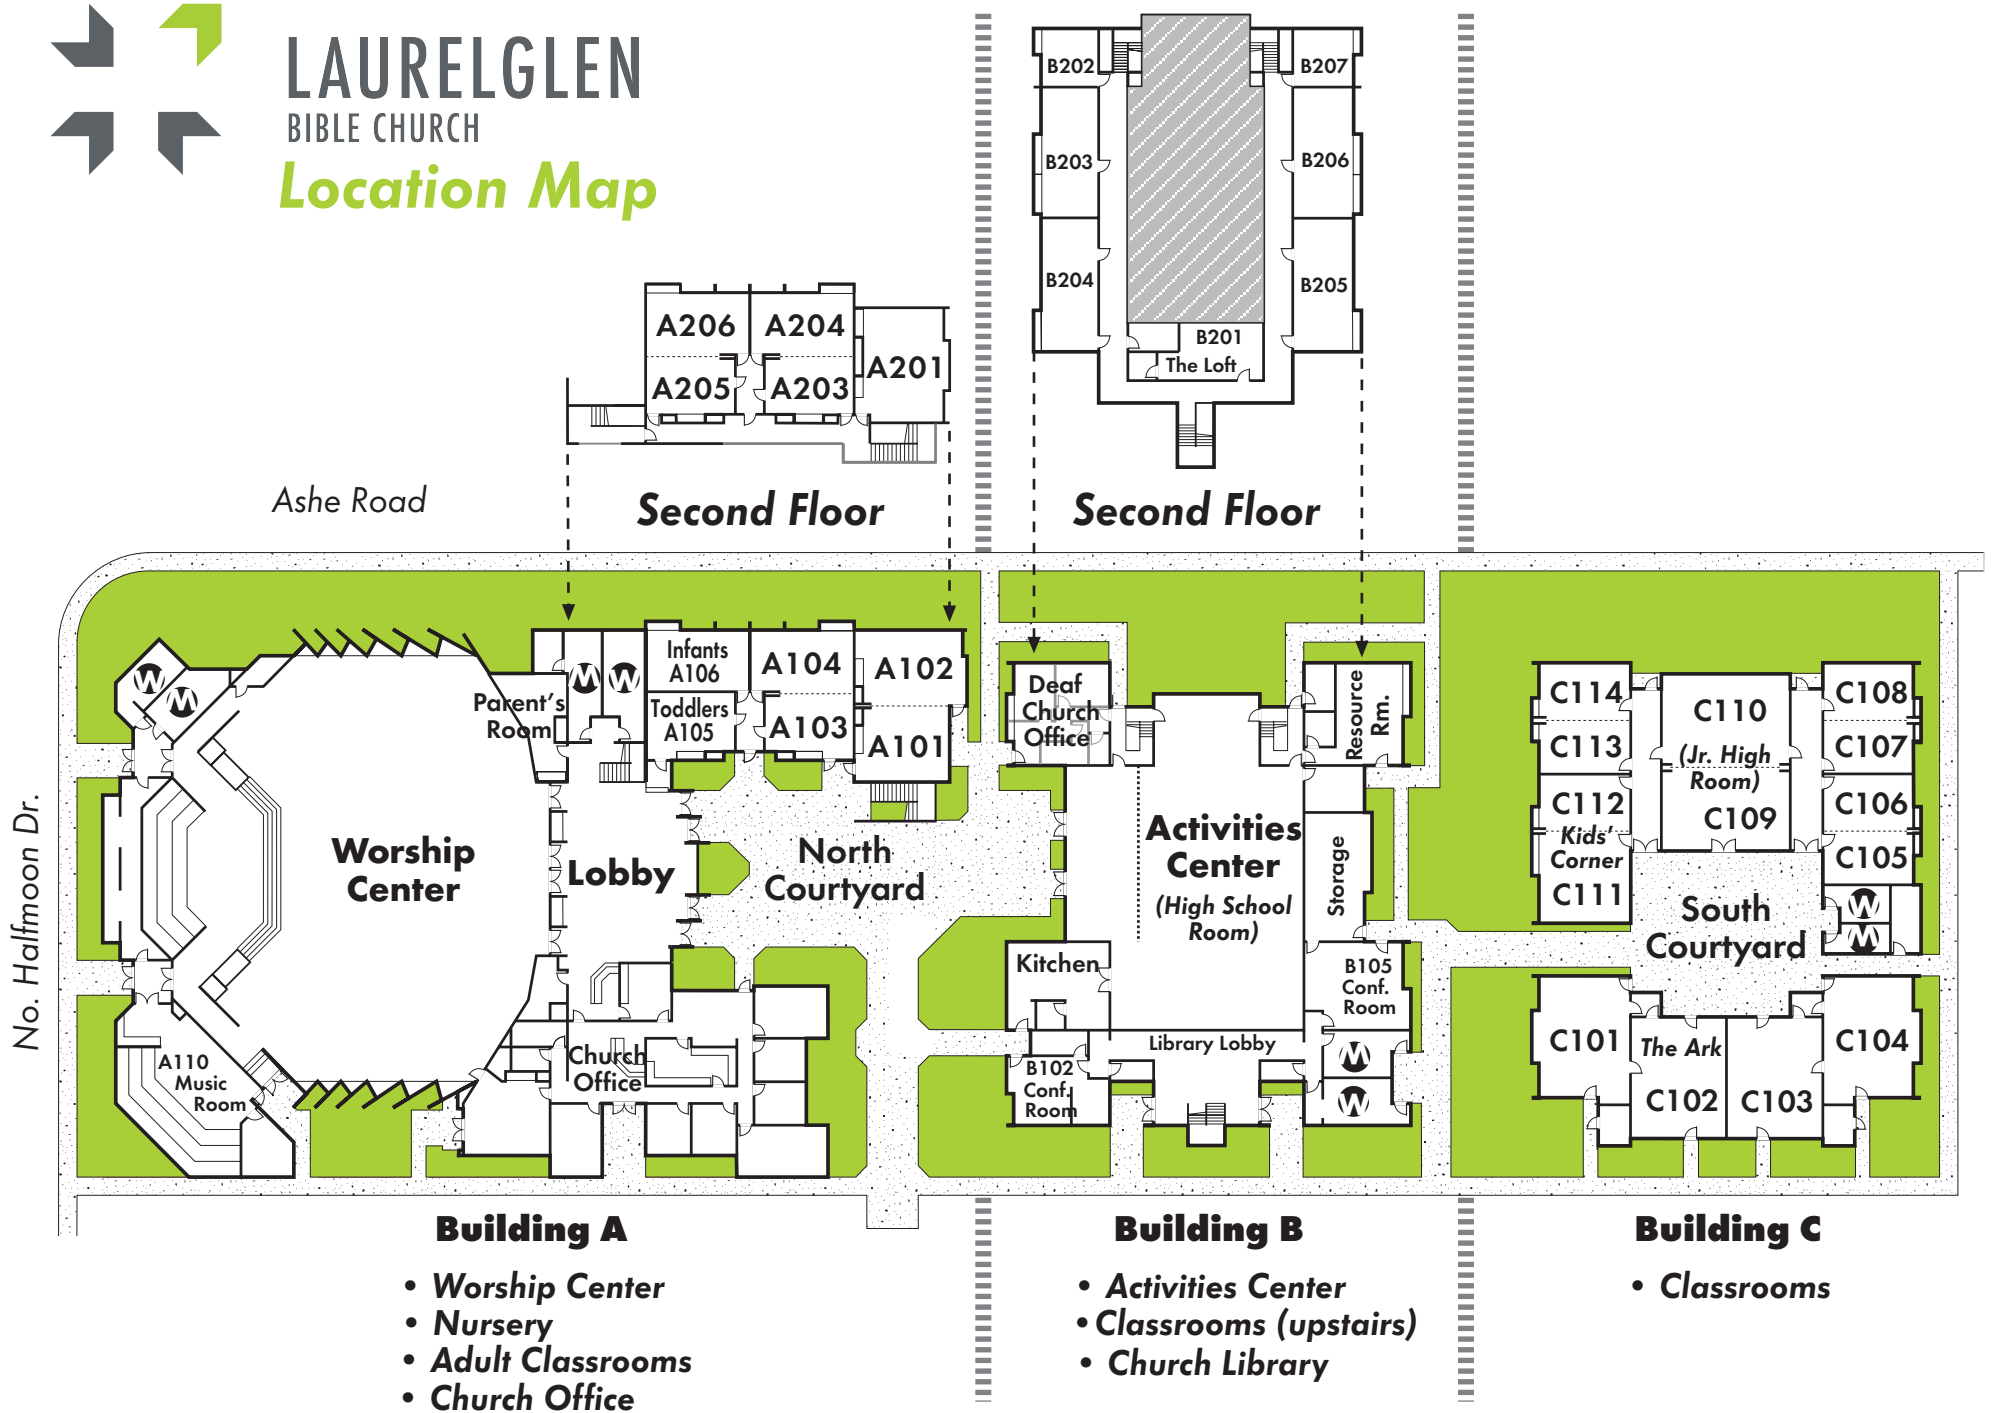 LAURELGLEN
BIBLE CHURCH
Location Map
B202
B207
B203
B206
B204
B205
B201
The Loft
A206
A204
A201
A205
A203
Ashe Road
Second Floor
Second Floor
No. Halfmoon Dr.
W
M
Parent's
Room
M
W
Infants
A106
Toddlers
A105
A104
A103
A102
A101
Worship
Center
Lobby
North
Courtyard
A110
Music
Room
Church
Office
Deaf
Church
Office
Resource
Rm.
Activities
Center
(High School
Room)
Storage
Kitchen
B105
Conf.
Room
Library Lobby
B102
Conf.
Room
M
W
C114
C113
C112
Kids'
Corner
C111
C110
(Jr. High
Room)
C109
C108
C107
C106
C105
W
M
South
Courtyard
C101
The Ark
C102
C103
C104
Building A
• Worship Center
• Nursery
• Adult Classrooms
• Church Office
Building B
• Activities Center
• Classrooms (upstairs)
• Church Library
Building C
• Classrooms